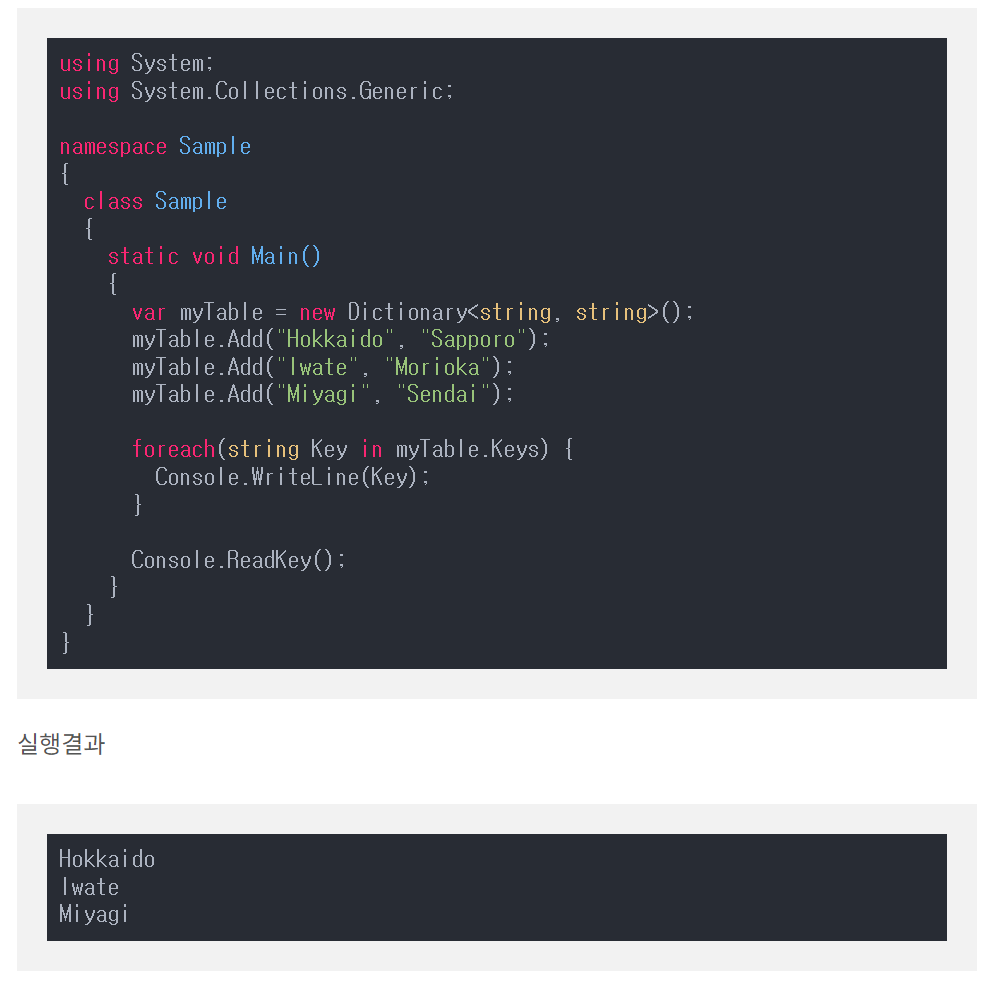 using System;
using System.Collections.Generic;

namespace Sample
{
  class Sample
  {
    static void Main()
    {
      var myTable = new Dictionary<string, string>();
      myTable.Add("Hokkaido", "Sapporo");
      myTable.Add("Iwate", "Morioka");
      myTable.Add("Miyagi", "Sendai");

      foreach(string Key in myTable.Keys) {
        Console.WriteLine(Key);
      }

      Console.ReadKey();
    }
  }
}
실행결과
Hokkaido
Iwate
Miyagi